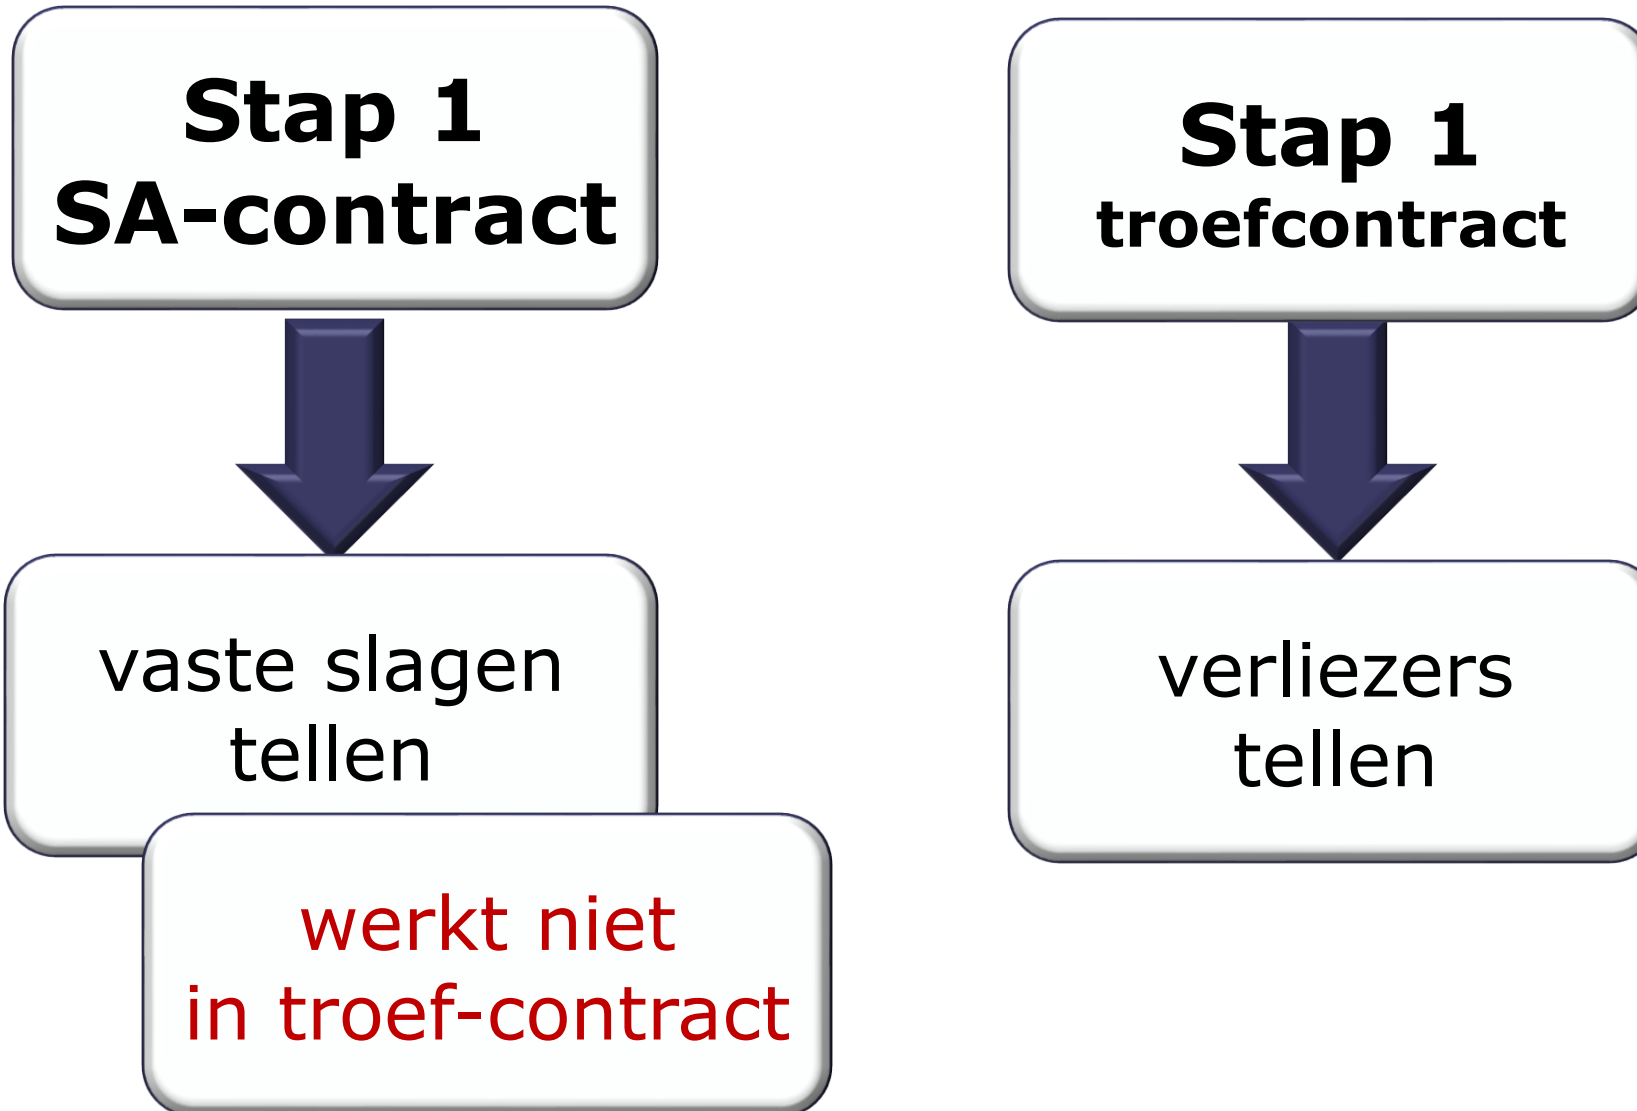 Stap 1
SA-contract
vaste slagen
tellen
werkt niet
in troef-contract
Stap 1
troefcontract
verliezers
tellen